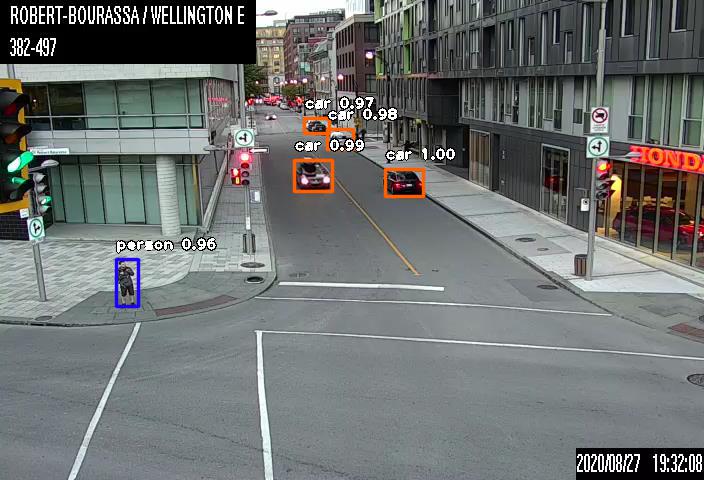 ROBERT-BOURASSA / WELLINGTON E
382-497
car 0.97
car 0.98
car 0.99
car 1.00
HONDA
person 0.96
2020/08/27 19:32:08